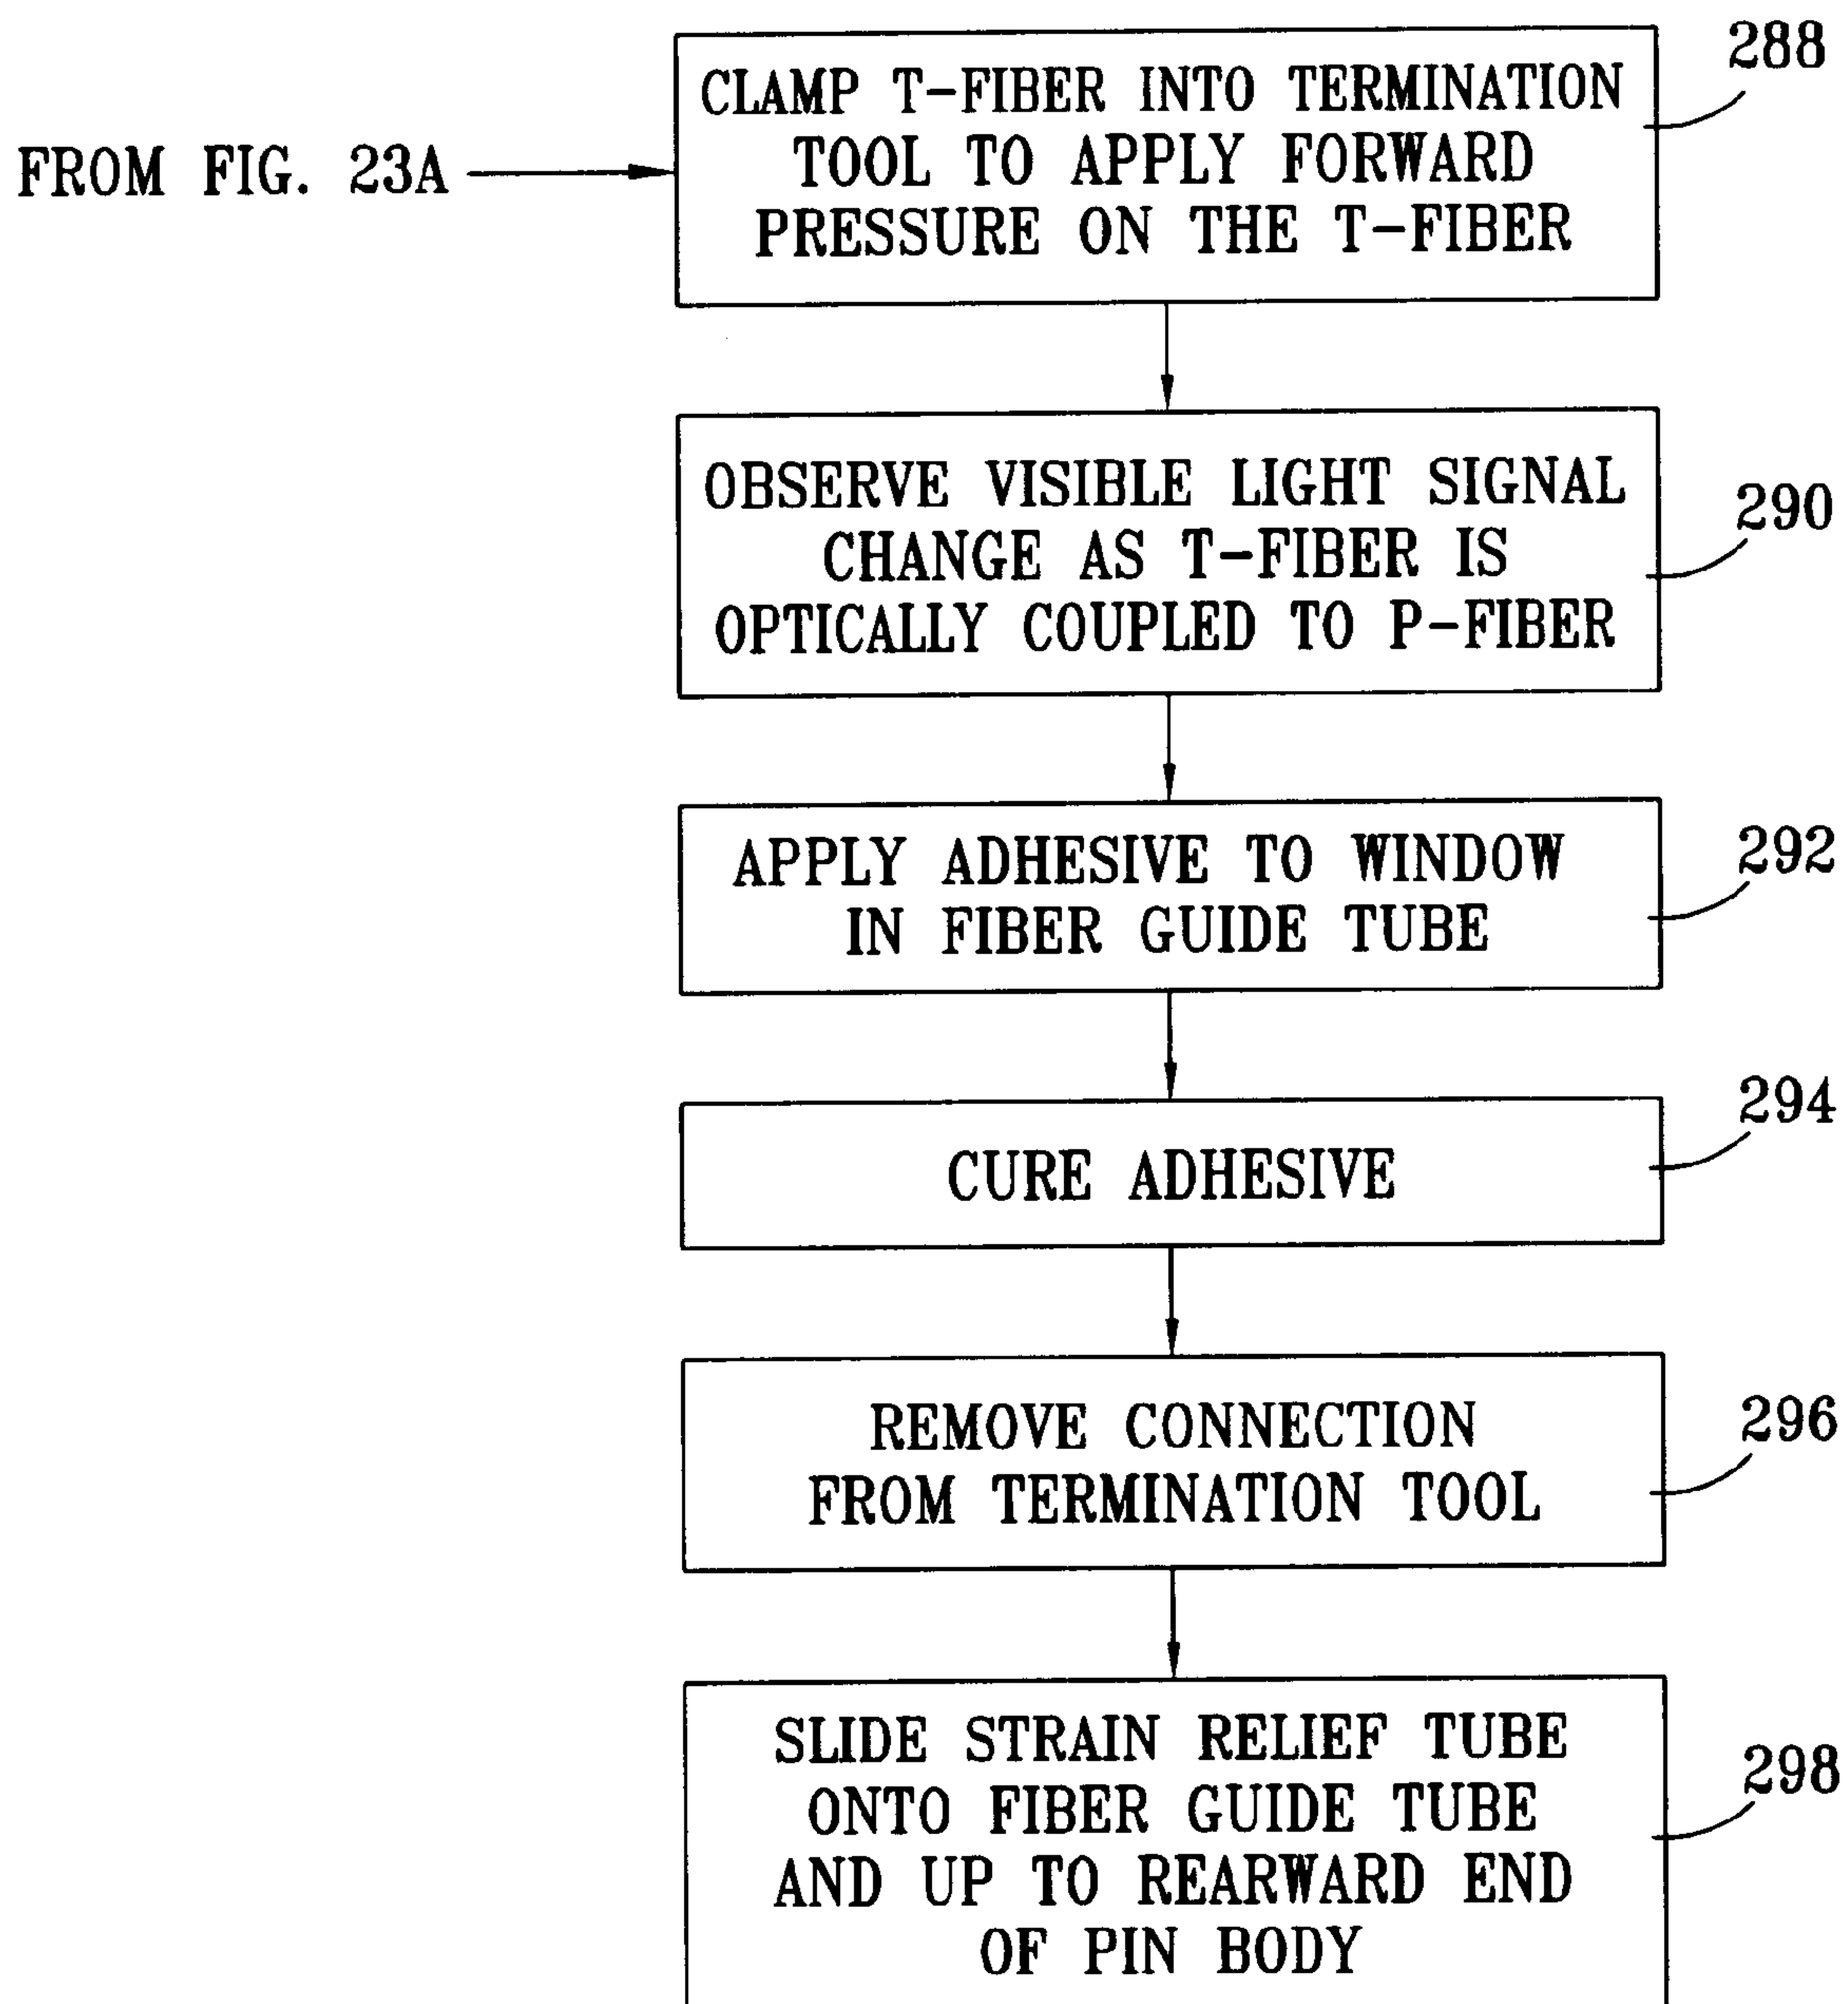 288
CLAMP T-FIBER INTO TERMINATION
TOOL TO APPLY FORWARD
PRESSURE ON THE T-FIBER
FROM FIG. 23A
OBSERVE VISIBLE LIGHT SIGNAL
CHANGE AS T-FIBER IS
OPTICALLY COUPLED TO P-FIBER
290
APPLY ADHESIVE TO WINDOW
IN FIBER GUIDE TUBE
292
CURE ADHESIVE
294
REMOVE CONNECTION
FROM TERMINATION TOOL
296
SLIDE STRAIN RELIEF TUBE
ONTO FIBER GUIDE TUBE
AND UP TO REARWARD END
OF PIN BODY
298